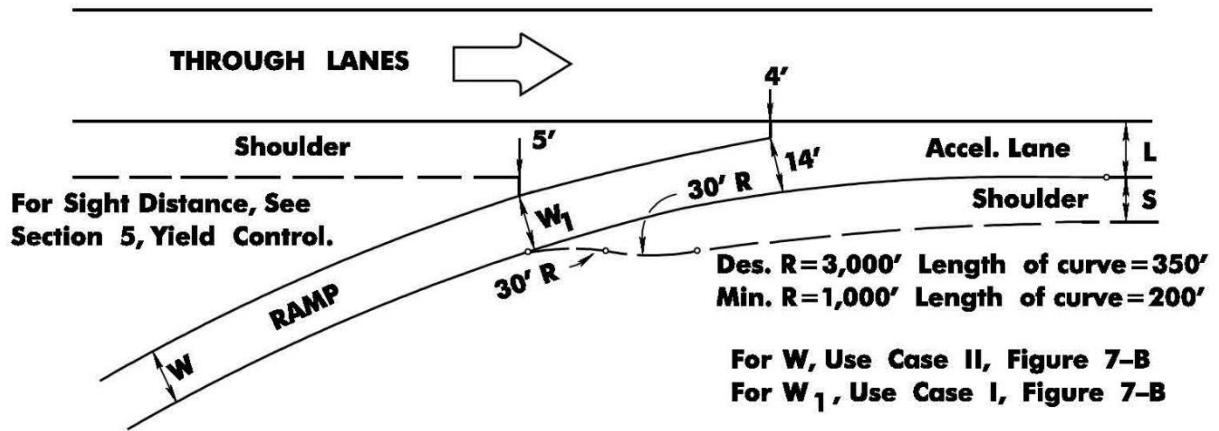 THROUGH LANES
4'
Shoulder
5'
14'
Accel. Lane
L
30' R
Shoulder
S
For Sight Distance, See
Section 5, Yield Control.
W1
30' R
RAMP
W
Des. R=3,000' Length of curve=350'
Min. R=1,000' Length of curve=200'
For W, Use Case II, Figure 7-B
For W1, Use Case I, Figure 7-B